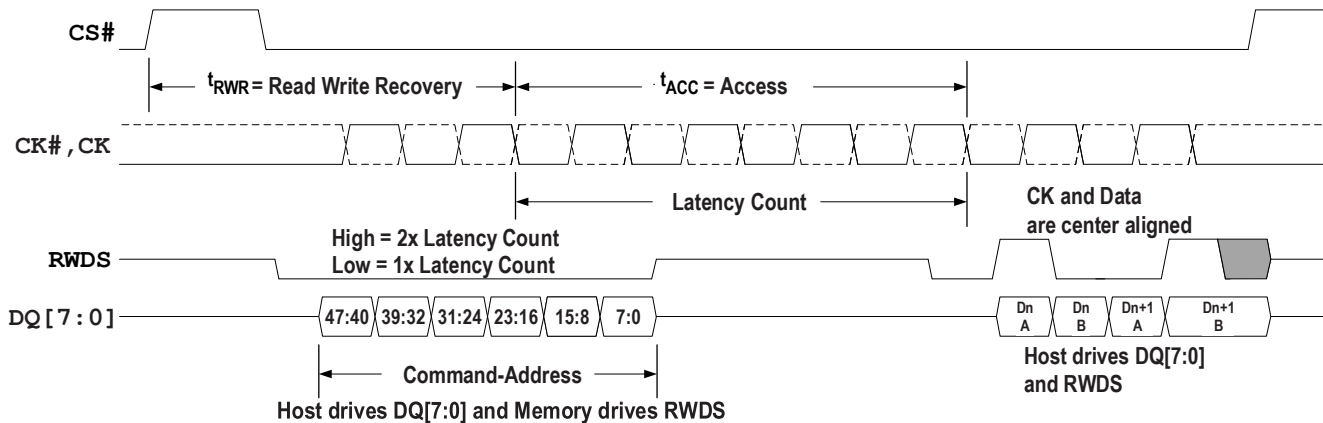 CS#
tRWR = Read Write Recovery
tACC = Access
CK#,CK
Latency Count
CK and Data
are center aligned
High = 2x Latency Count
Low = 1x Latency Count
RWDS
DQ[7:0]
47:40 39:32 31:24 23:16 15:8 7:0
Dn Dn Dn+1 Dn+1
A B A B
Command-Address
Host drives DQ[7:0]
and RWDS
Host drives DQ[7:0] and Memory drives RWDS